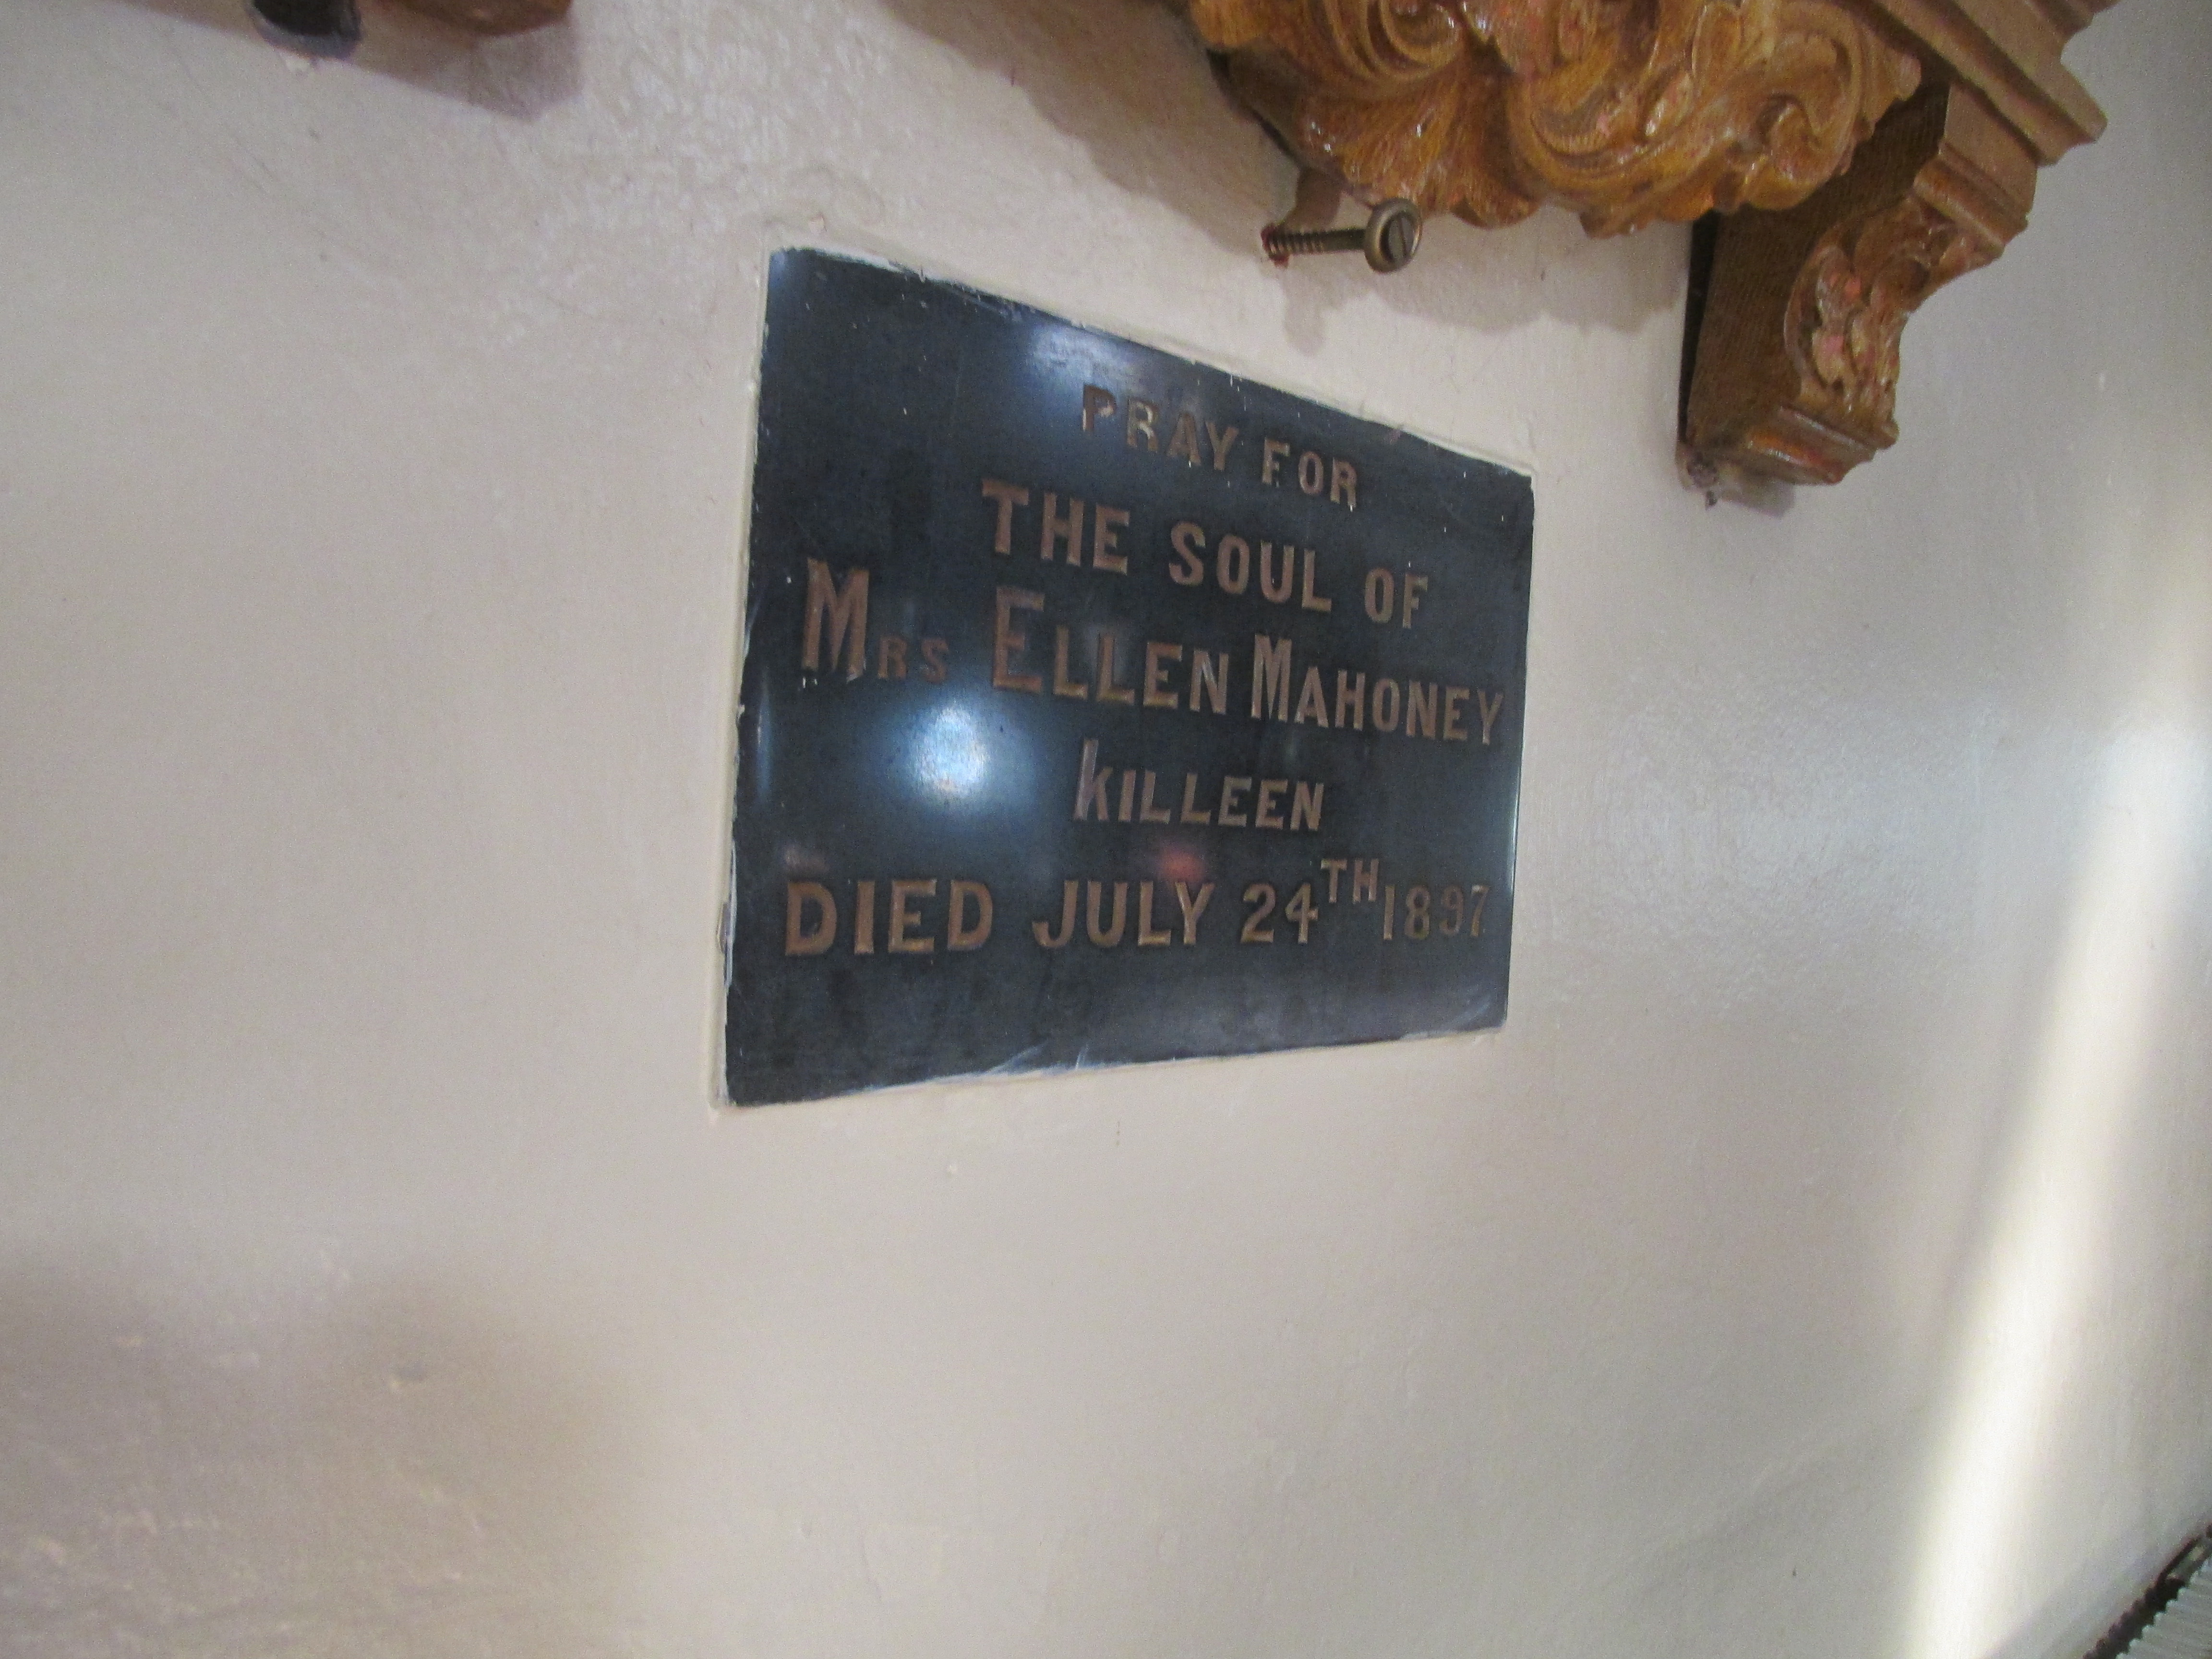 PRAY FOR
THE SOUL OF
MRS ELLEN MAHONEY
KILLEEN
DIED JULY 24TH 1897